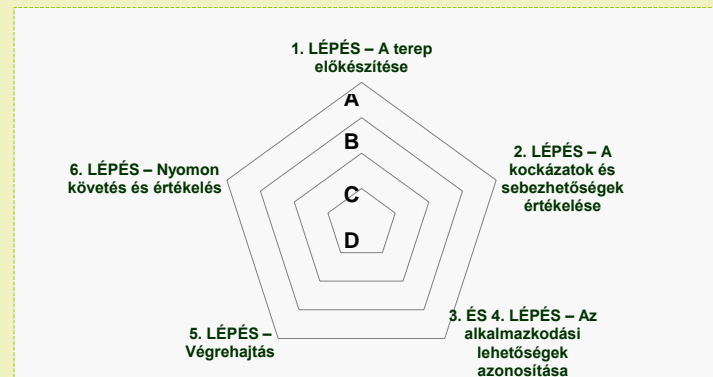 1. LÉPÉS – A terep
előkészítése
A
B
C
D
2. LÉPÉS – A
kockázatok és
sebezhetőségek
értékelése
3. ÉS 4. LÉPÉS – Az
alkalmazkodási
lehetőségek
azonosítása
5. LÉPÉS –
Végrehajtás
6. LÉPÉS – Nyomon
követés és értékelés